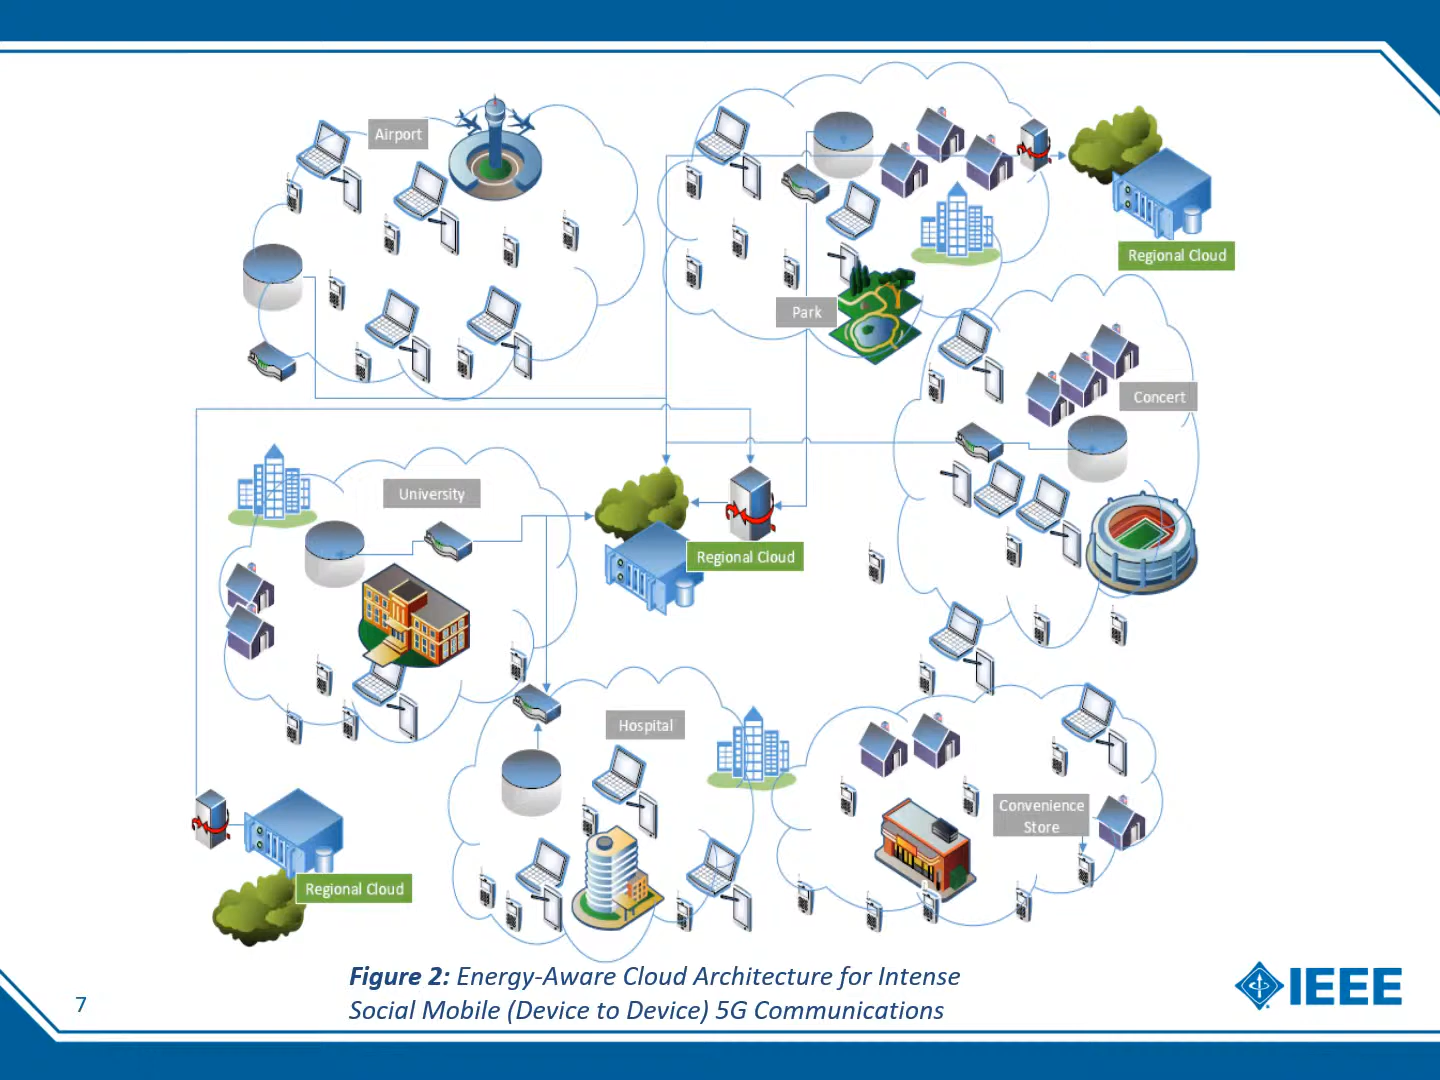 Airport
Regional Cloud
Park
Concert
University
Regional Cloud
Hospital
Convenience
Store
Regional Cloud
Figure 2: Energy-Aware Cloud Architecture for Intense
Social Mobile (Device to Device) 5G Communications
7
IEEE